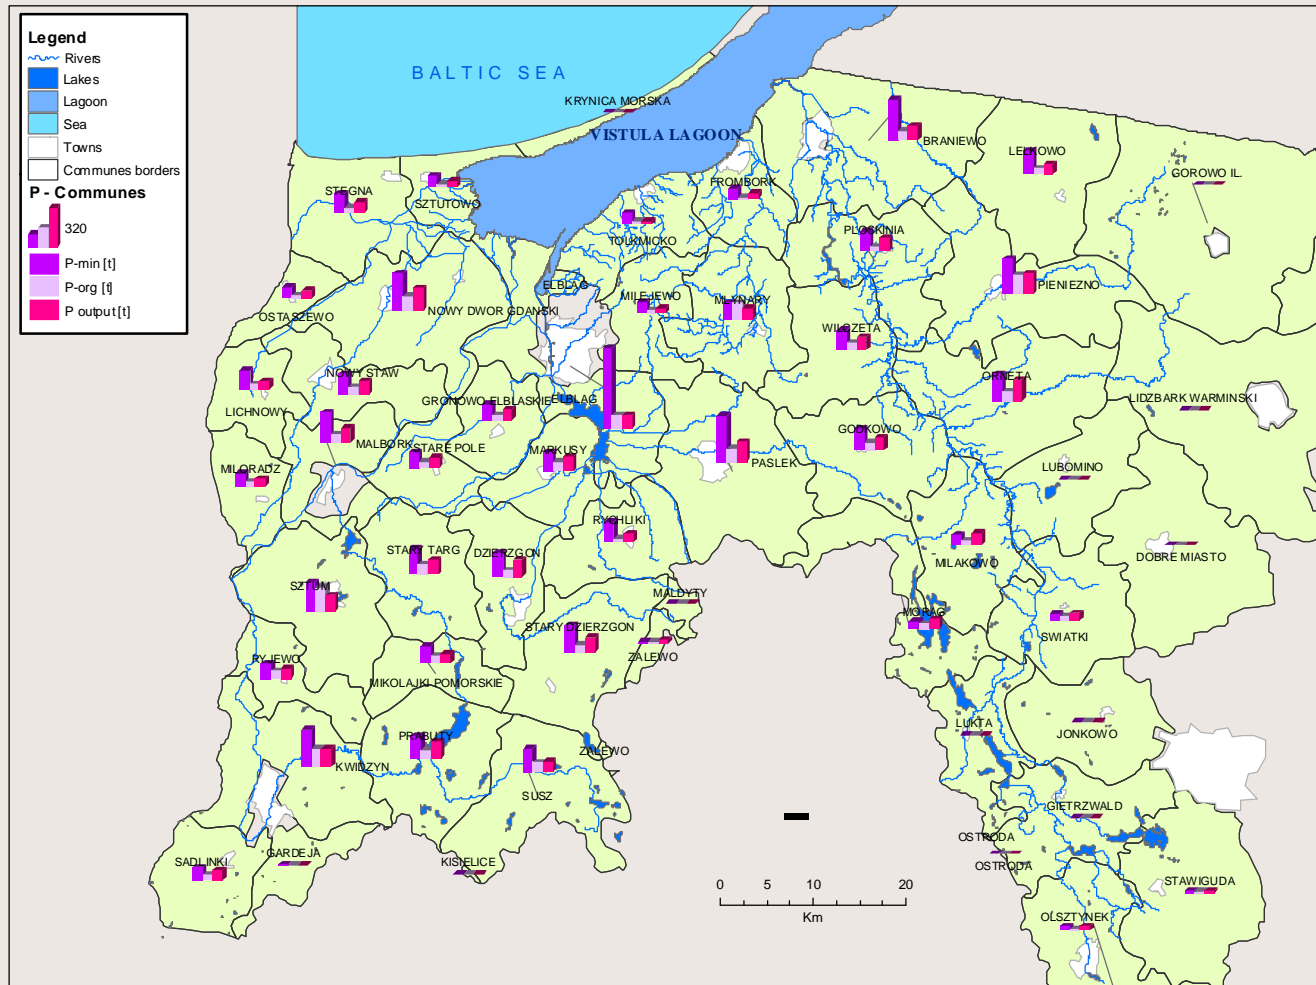 Legend
Rivers
Lakes
Lagoon
Sea
Towns
Communes borders
P - Communes
320
P-min [t]
P-org [t]
P output [t]
BALTIC SEA
KRYNICA MORSKA
VISTULA LAGOON
BRANIEWO
LELKOWO
GOROWO IL.
STEGNA
SZTUTOWO
FROMBORK
TOLKMICKO
PLOSKINIA
ELBLAG
PIENIEZNO
OSTASZEWO
NOWY DWOR GDANSKI
MILEJEWO
MLYNARY
WILCZETA
NOWY STAW
LICHNOWY
GRONOWO ELBLASKIE
ELBLAG
ORNETA
LIDZBARK WARMINSKI
MALBORK
STARE POLE
MARKUSY
PASLEK
GODKOWO
MILORADZ
LUBOMINO
RYCHLIKI
STARY TARG
DZIERZGON
MILAKOWO
DOBRE MIASTO
SZTUM
MALDYTY
MORAG
STARY DZIERZGON
SWIATKI
ZALEWO
RYJEWO
MIKOLAJKI POMORSKIE
LUKTA
JONKOWO
PRABUTY
ZALEWO
KWIDZYN
SUSZ
GIETRZWALD
OSTRODA
GARDEJA
SADLINKI
KISIELICE
OSTRODA
STAWIGUDA
0 5 10 20
Km
OLSZTYNEK